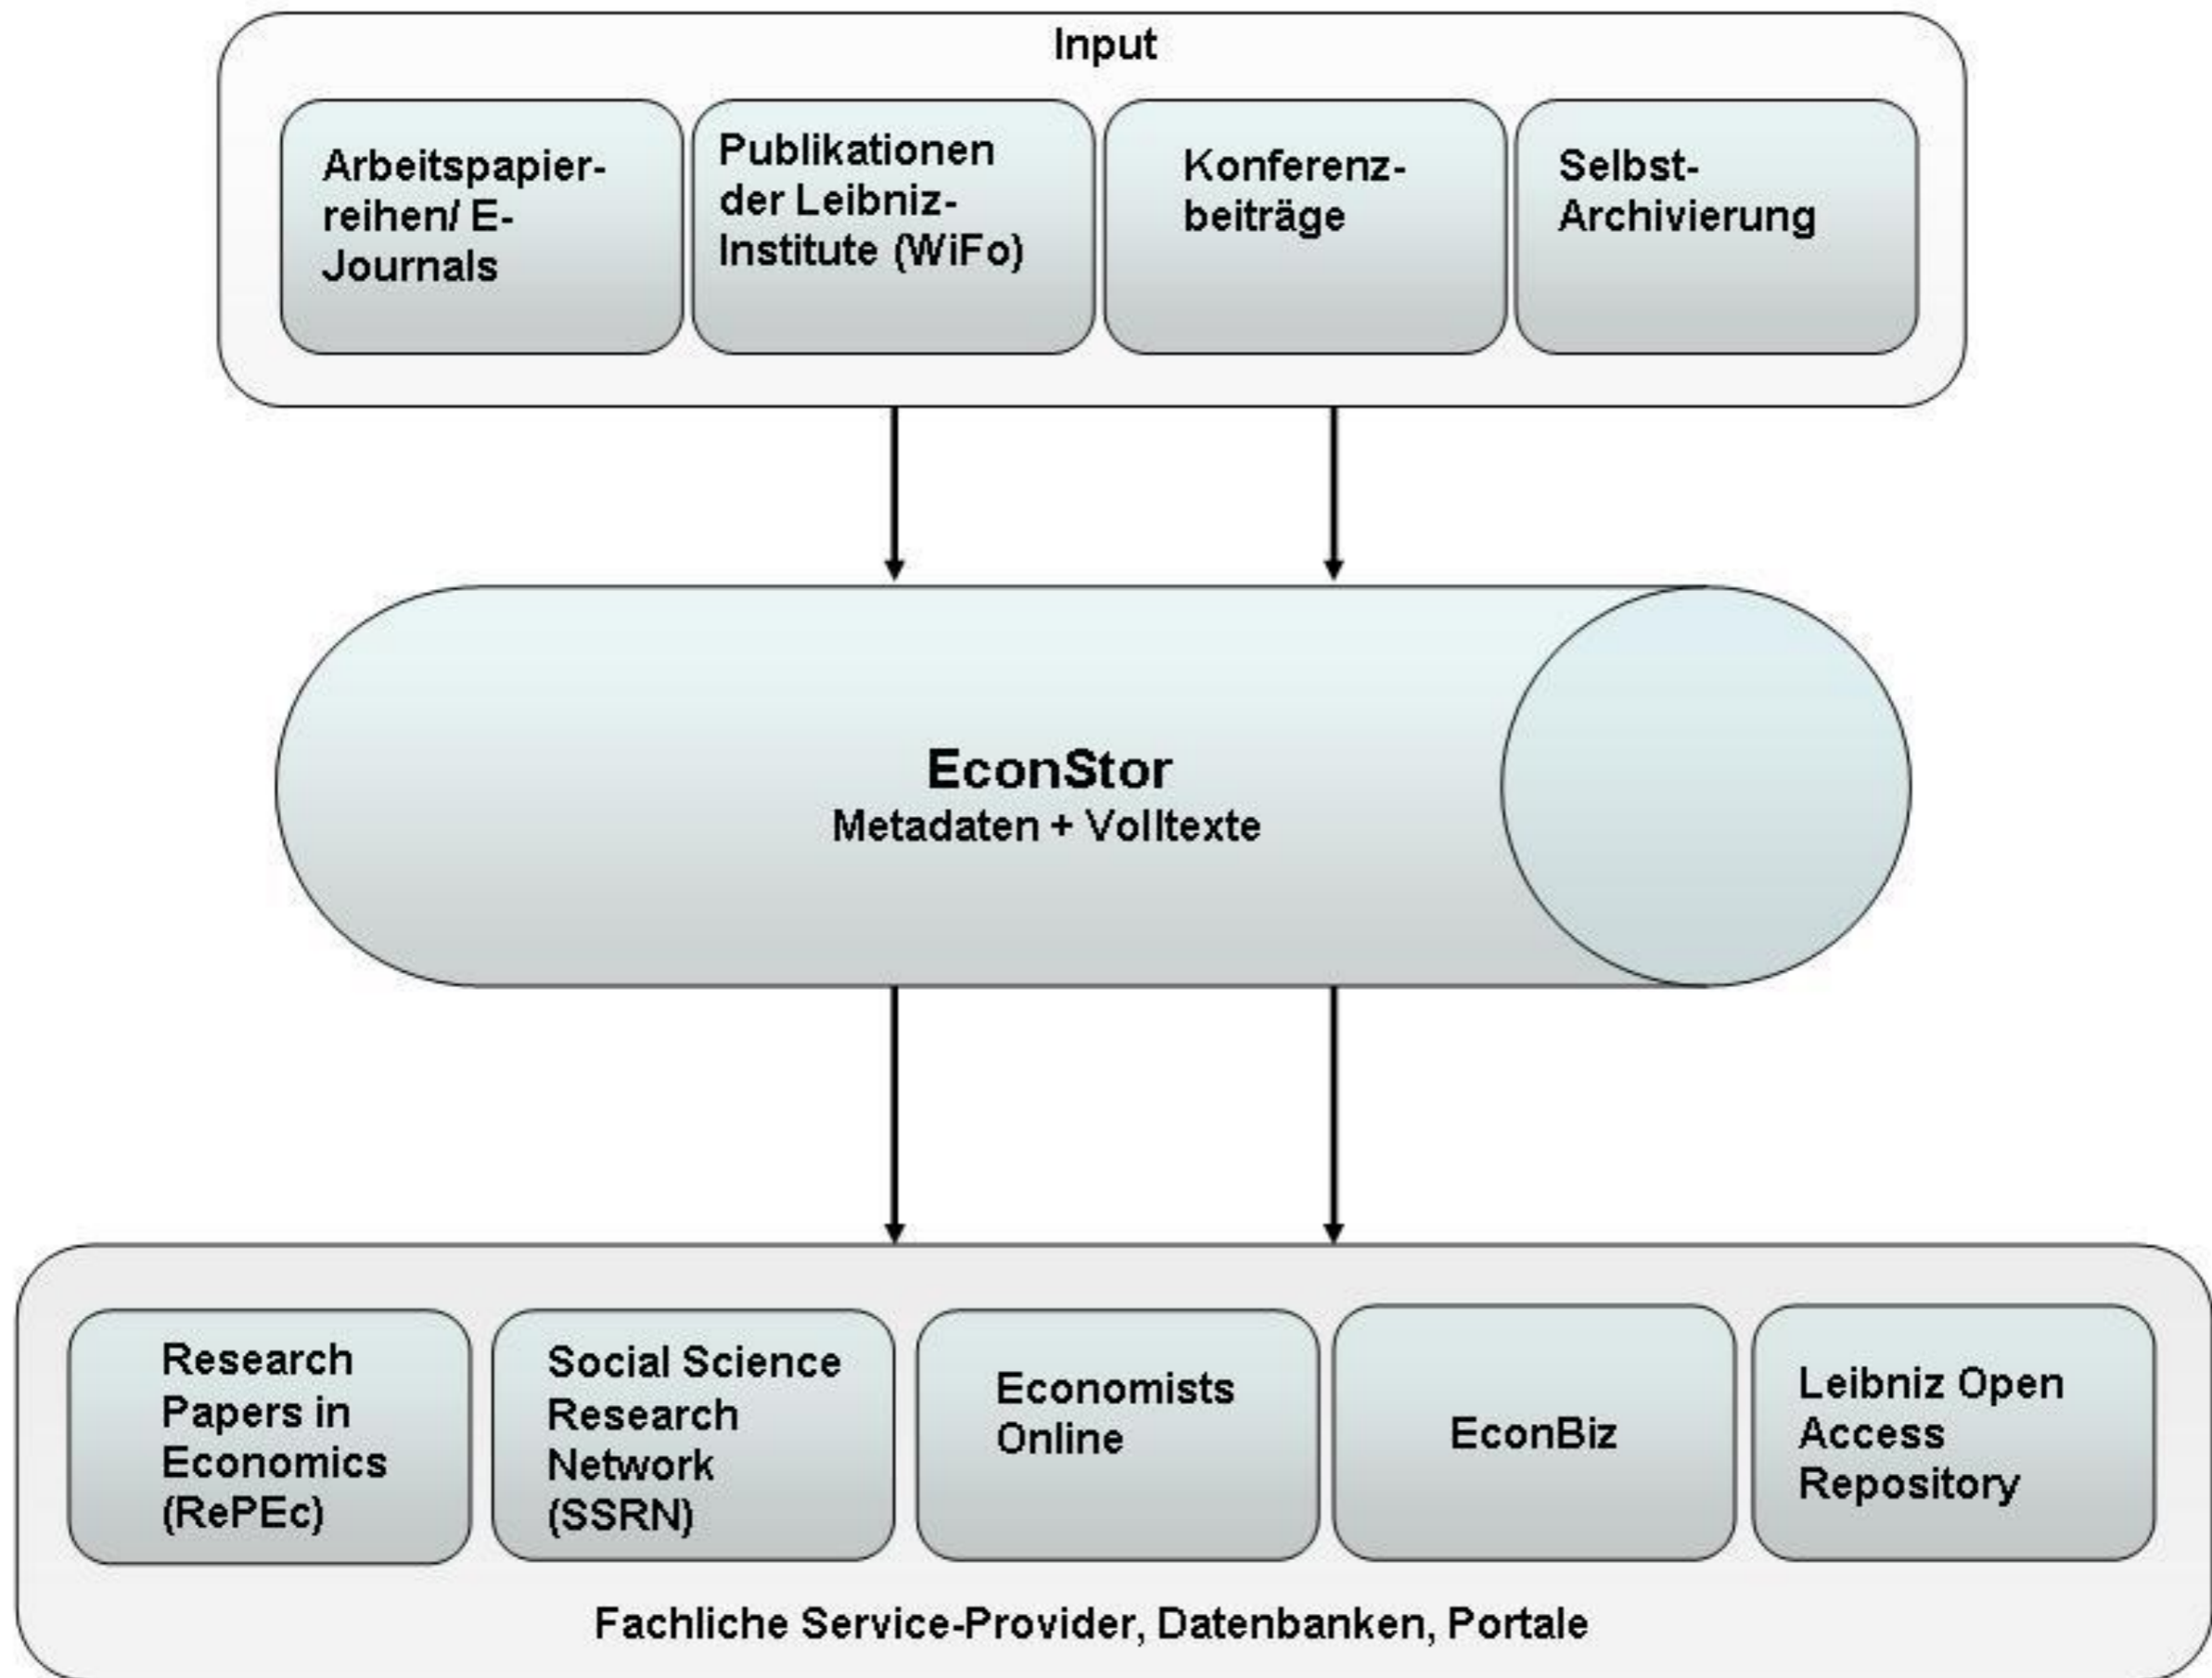 Input
Arbeitspapier-
reihen/ E-
Journals
Publikationen
der Leibniz-
Institute (WiFo)
Konferenz-
beiträge
Selbst-
Archivierung
EconStor
Metadaten + Volltexte
Research
Papers in
Economics
(RePEc)
Social Science
Research
Network
(SSRN)
Economists
Online
EconBiz
Leibniz Open
Access
Repository
Fachliche Service-Provider, Datenbanken, Portale